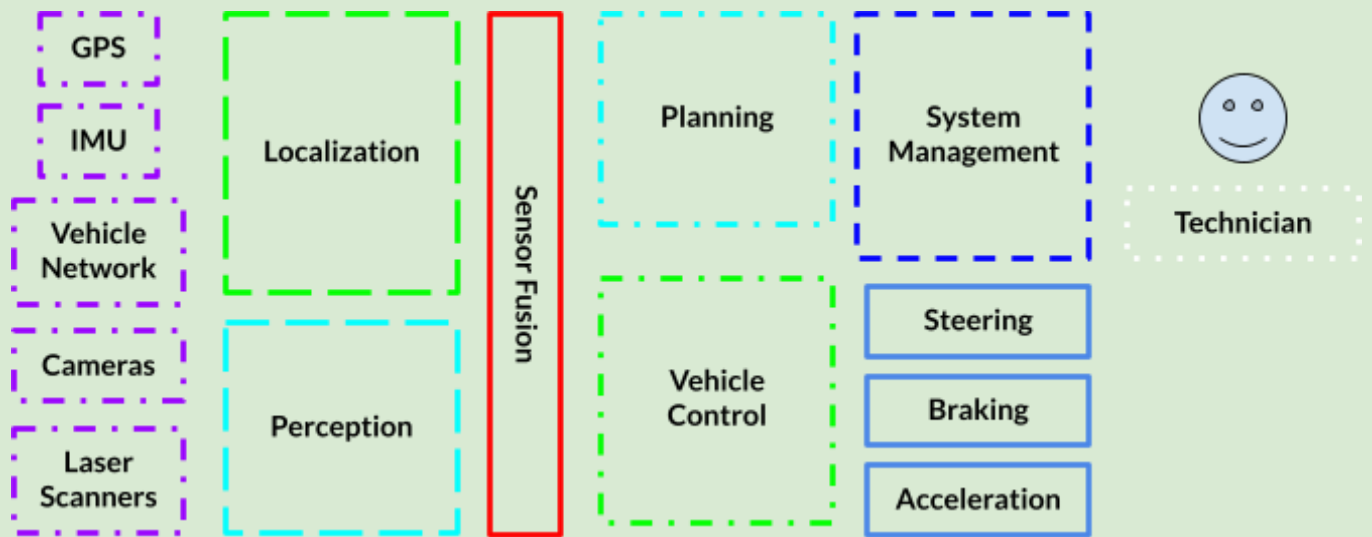 GPS
IMU
Vehicle
Network
Cameras
Laser
Scanners
Localization
Perception
Sensor Fusion
Planning
Vehicle
Control
System
Management
Steering
Braking
Acceleration
Technician